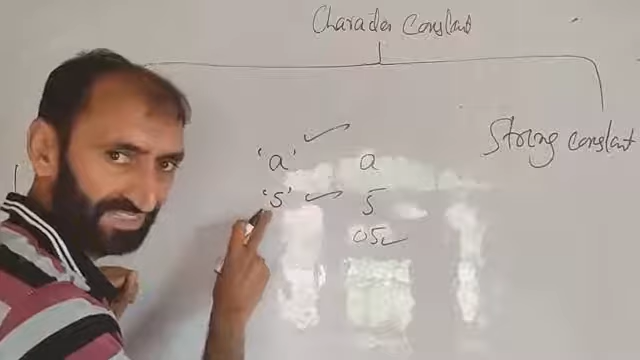 Character Constant
String constant
'a' a
'5' 5
05